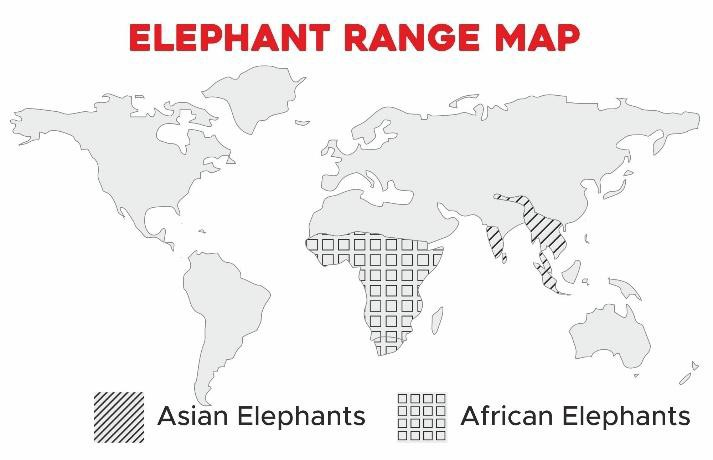 ELEPHANT RANGE MAP
Asian Elephants
African Elephants